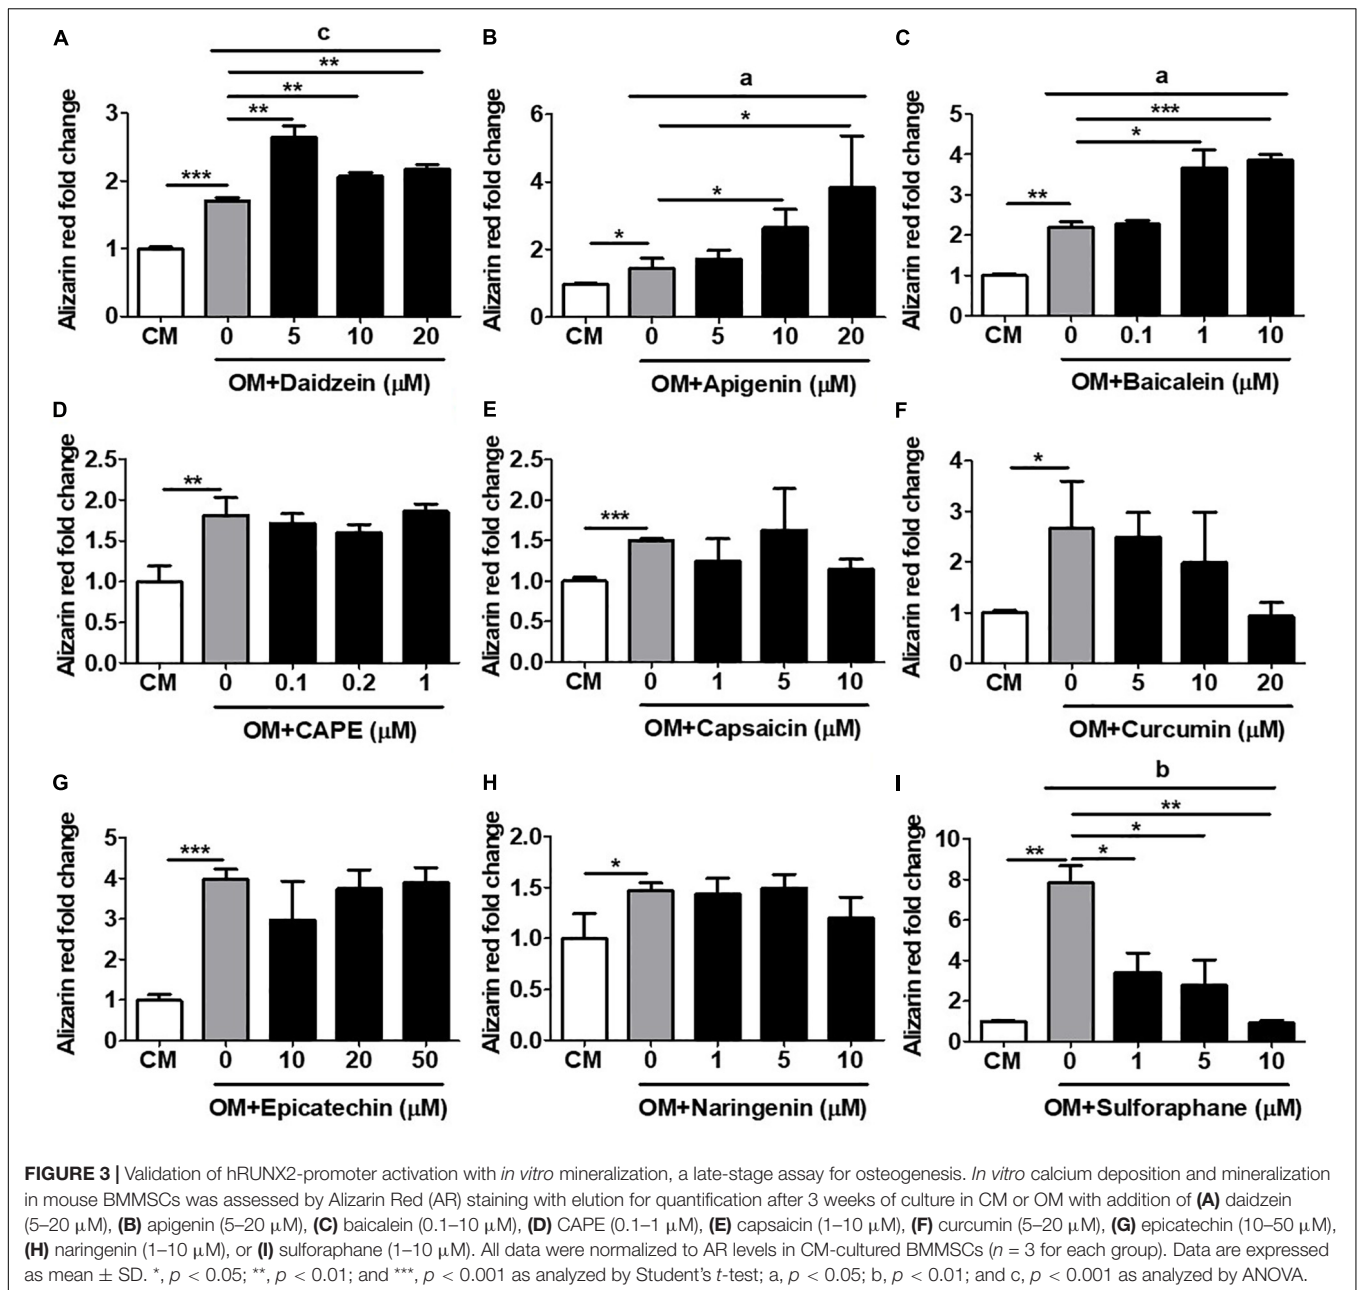 A
c
**
**
**
***
Alizarin red fold change
3
2
1
0
CM 0 5 10 20
OM+Daidzein (μM)
B
a
*
*
*
Alizarin red fold change
6
4
2
0
CM 0 5 10 20
OM+Apigenin (μM)
C
a
***
*
**
Alizarin red fold change
5
4
3
2
1
0
CM 0 0.1 1 10
OM+Baicalein (μM)
D
**
Alizarin red fold change
2.5
2.0
1.5
1.0
0.5
0.0
CM 0 0.1 0.2 1
OM+CAPE (μM)
E
***
Alizarin red fold change
2.5
2.0
1.5
1.0
0.5
0.0
CM 0 1 5 10
OM+Capsaicin (μM)
F
*
Alizarin red fold change
4
3
2
1
0
CM 0 5 10 20
OM+Curcumin (μM)
G
***
Alizarin red fold change
5
4
3
2
1
0
CM 0 10 20 50
OM+Epicatechin (μM)
H
*
Alizarin red fold change
2.0
1.5
1.0
0.5
0.0
CM 0 1 5 10
OM+Naringenin (μM)
I
b
**
*
** *
Alizarin red fold change
10
8
6
4
2
0
CM 0 1 5 10
OM+Sulforaphane (μM)
FIGURE 3 | Validation of hRUNX2-promoter activation with in vitro mineralization, a late-stage assay for osteogenesis. In vitro calcium deposition and mineralization
in mouse BMMSCs was assessed by Alizarin Red (AR) staining with elution for quantification after 3 weeks of culture in CM or OM with addition of (A) daidzein
(5–20 μM), (B) apigenin (5–20 μM), (C) baicalein (0.1–10 μM), (D) CAPE (0.1–1 μM), (E) capsaicin (1–10 μM), (F) curcumin (5–20 μM), (G) epicatechin (10–50 μM),
(H) naringenin (1–10 μM), or (I) sulforaphane (1–10 μM). All data were normalized to AR levels in CM-cultured BMMSCs (n = 3 for each group). Data are expressed
as mean ± SD. *, p < 0.05; **, p < 0.01; and ***, p < 0.001 as analyzed by Student's t-test; a, p < 0.05; b, p < 0.01; and c, p < 0.001 as analyzed by ANOVA.